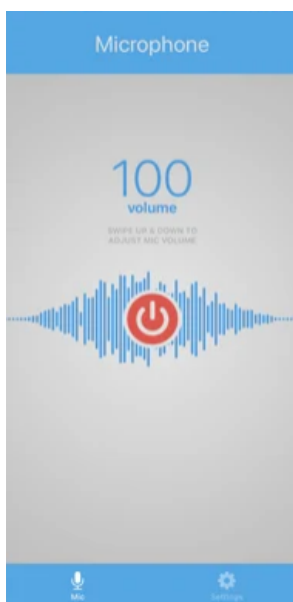 Microphone
100
volume
SWIPE UP & DOWN TO
ADJUST MIC VOLUME
Mic
Settings